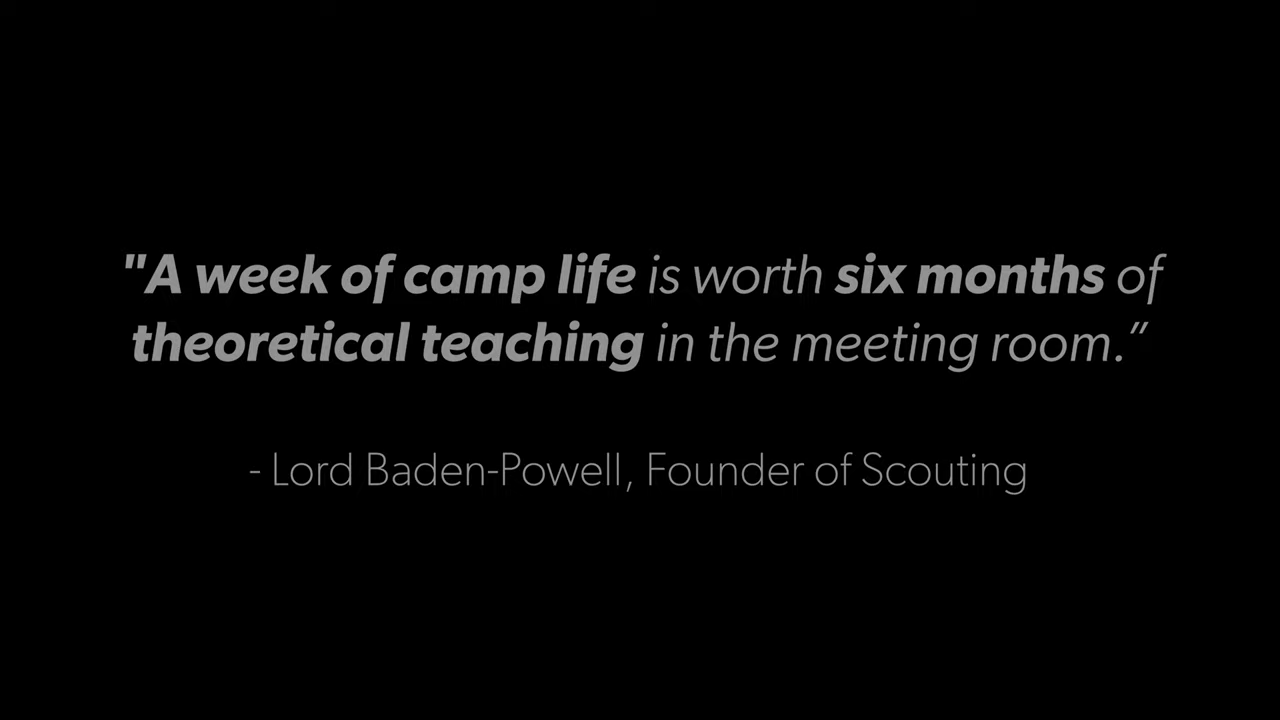 "A week of camp life is worth six months of
theoretical teaching in the meeting room.”
- Lord Baden-Powell, Founder of Scouting